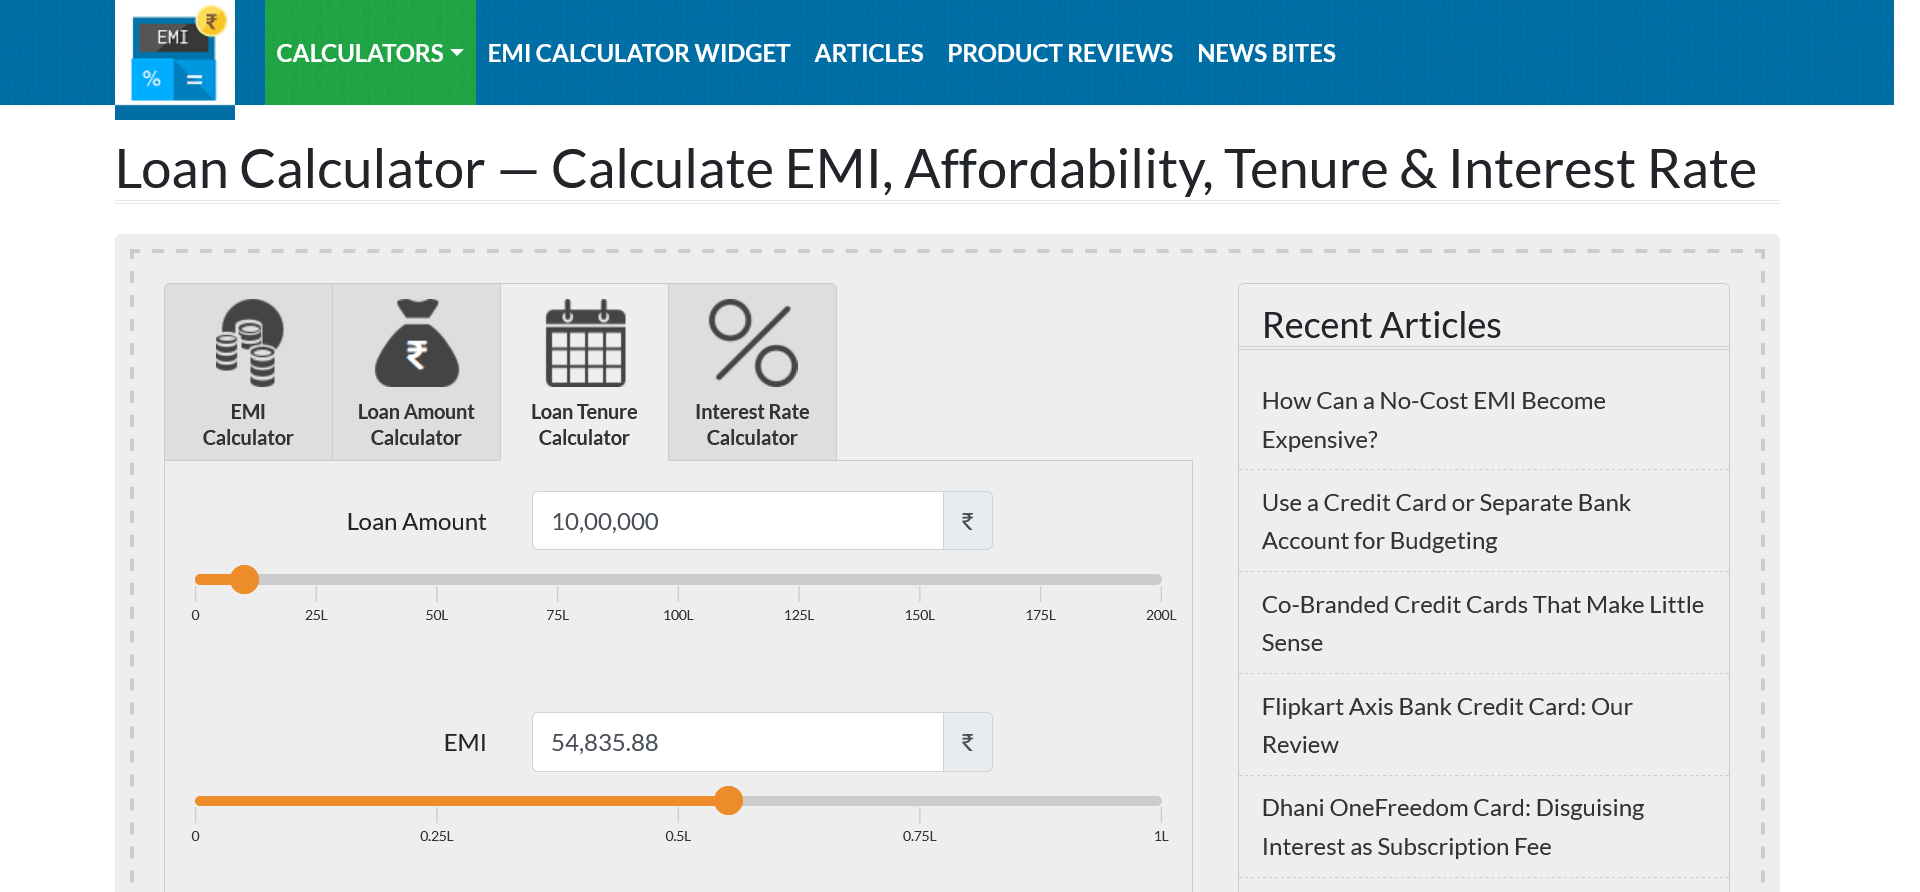 EMI
₹
%
=
CALCULATORS
EMI CALCULATOR WIDGET
ARTICLES
PRODUCT REVIEWS
NEWS BITES
Loan Calculator — Calculate EMI, Affordability, Tenure & Interest Rate
EMI
Calculator
₹
Loan Amount
Calculator
Loan Tenure
Calculator
%
Interest Rate
Calculator
Loan Amount
10,00,000
₹
0 25L 50L 75L 100L 125L 150L 175L 200L
EMI
54,835.88
₹
0 0.25L 0.5L 0.75L 1L
Recent Articles
How Can a No-Cost EMI Become
Expensive?
Use a Credit Card or Separate Bank
Account for Budgeting
Co-Branded Credit Cards That Make Little
Sense
Flipkart Axis Bank Credit Card: Our
Review
Dhani OneFreedom Card: Disguising
Interest as Subscription Fee